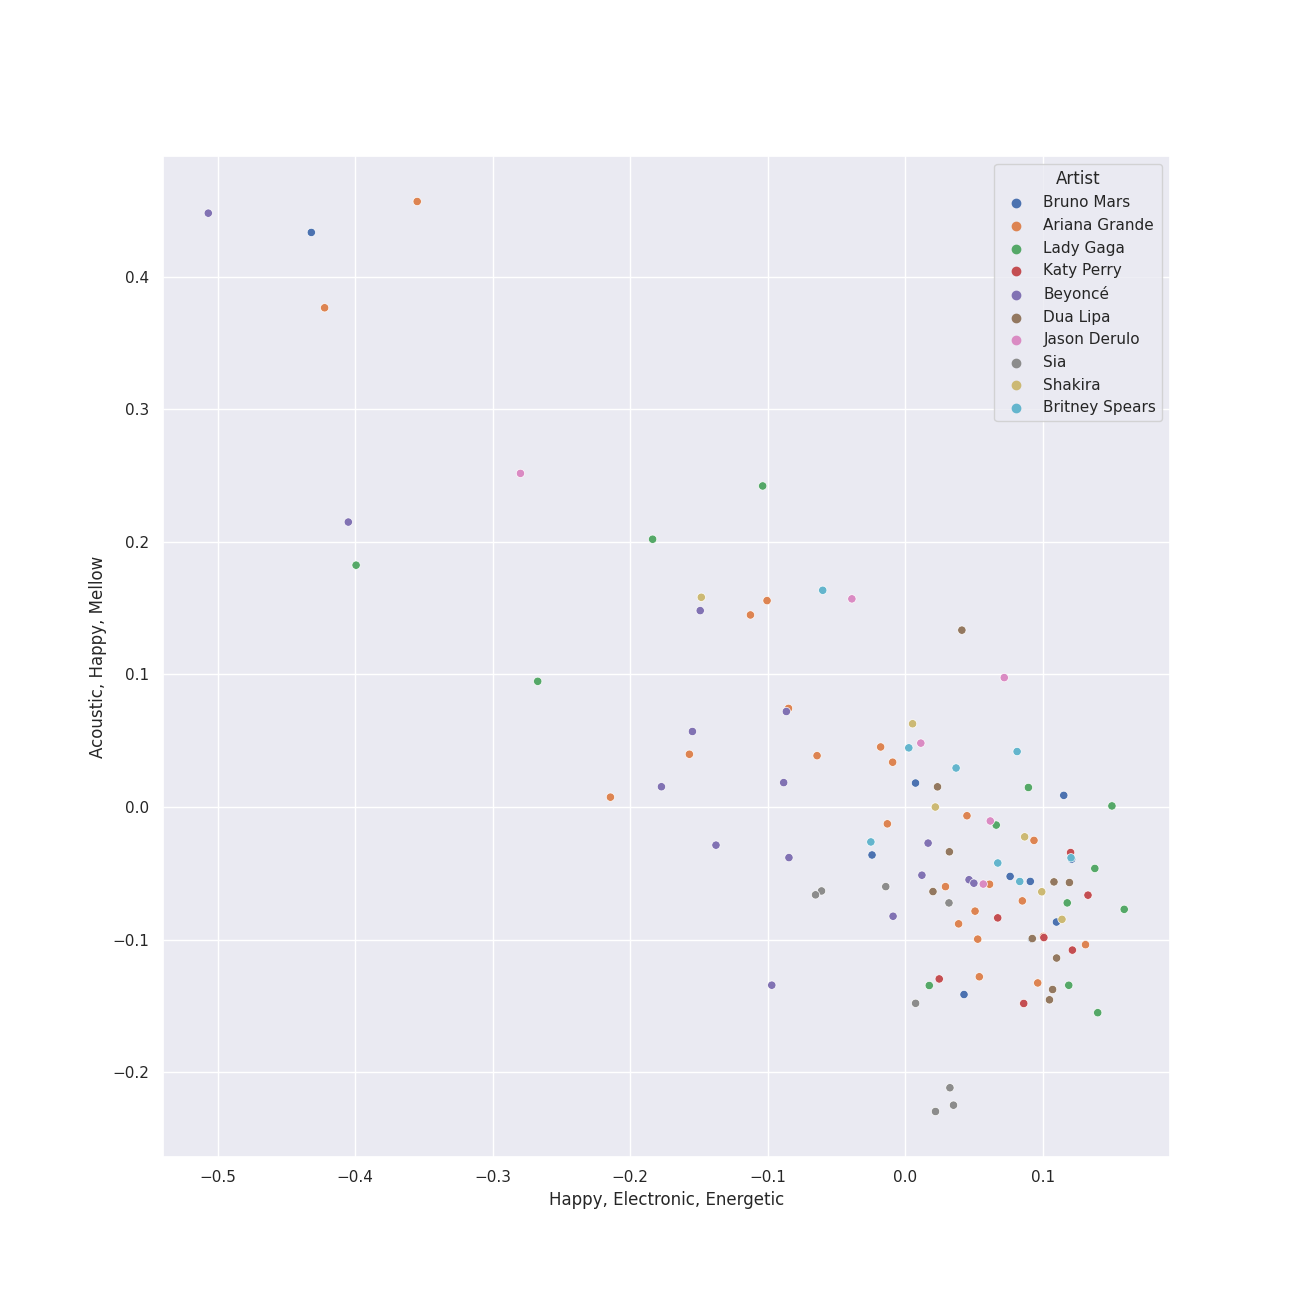 Artist
Bruno Mars
Ariana Grande
Lady Gaga
Katy Perry
Beyoncé
Dua Lipa
Jason Derulo
Sia
Shakira
Britney Spears
0.4
0.3
0.2
0.1
0.0
−0.1
−0.2
Acoustic, Happy, Mellow
−0.5 −0.4 −0.3 −0.2 −0.1 0.0 0.1
Happy, Electronic, Energetic